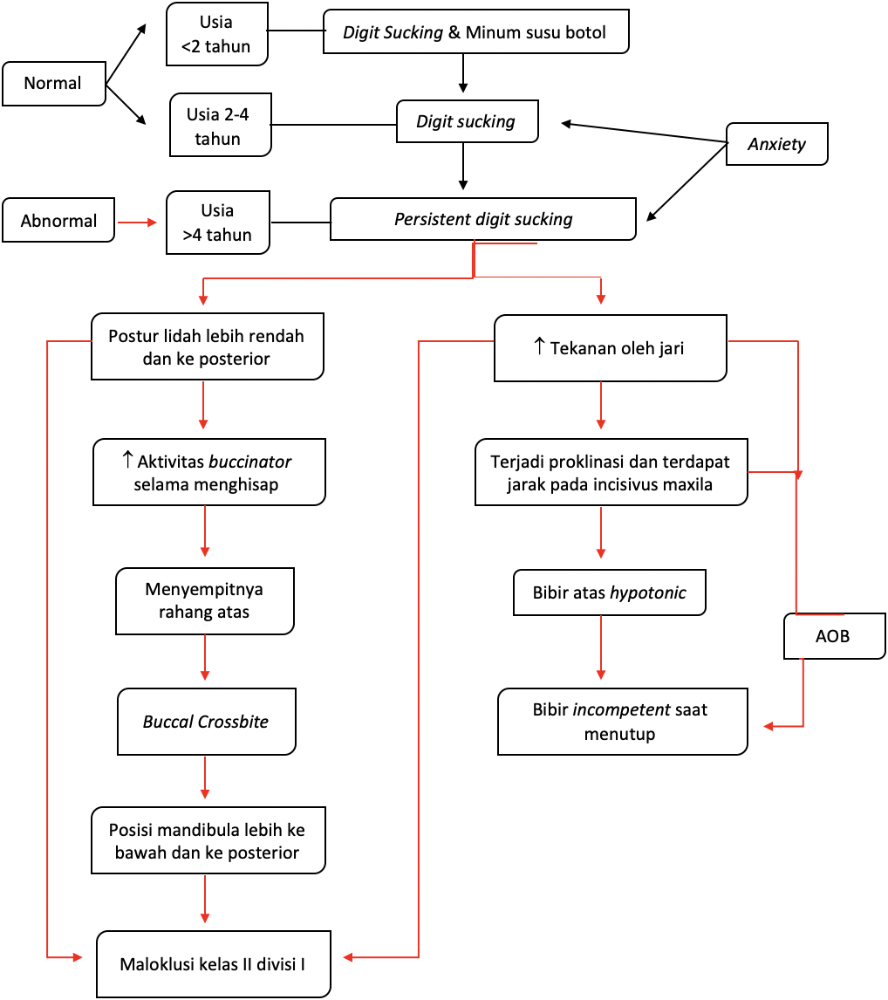 Usia
<2 tahun
Digit Sucking & Minum susu botol
Normal
Usia 2-4
tahun
Digit sucking
Anxiety
Abnormal
Usia
>4 tahun
Persistent digit sucking
Postur lidah lebih rendah
dan ke posterior
↑ Tekanan oleh jari
↑ Aktivitas buccinator
selama menghisap
Terjadi proklinasi dan terdapat
jarak pada incisivus maxila
Menyempitnya
rahang atas
Bibir atas hypotonic
AOB
Buccal Crossbite
Bibir incompetent saat
menutup
Posisi mandibula lebih ke
bawah dan ke posterior
Maloklusi kelas II divisi I